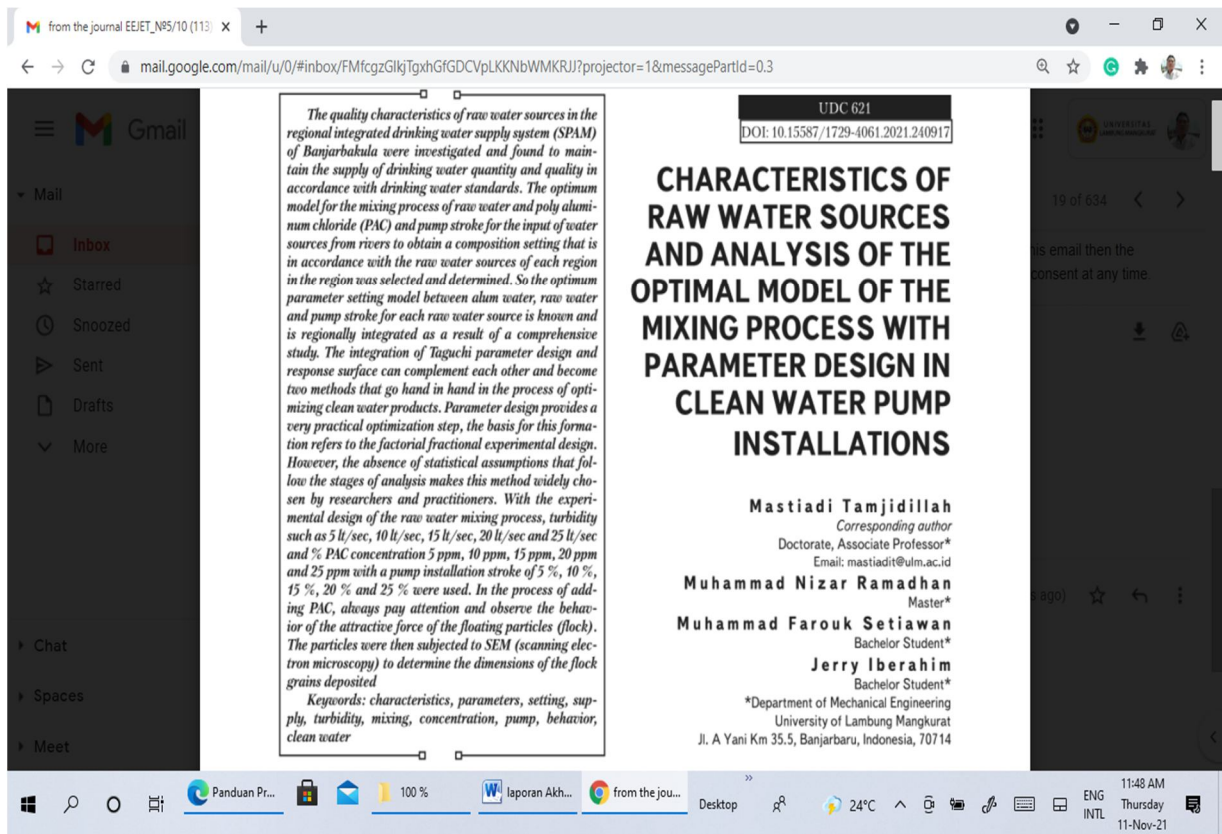 from the journal EEJET_№5/10 (113)
mail.google.com/mail/u/0/#inbox/FMfcgzGlkjTgxhGfGDCVpLKKNbWMKRJJ?projector=1&messagePartId=0.3
Gmail
Mail
Inbox
Starred
Snoozed
Sent
Drafts
More
Chat
Spaces
Meet
The quality characteristics of raw water sources in the
regional integrated drinking water supply system (SPAM)
of Banjarbakula were investigated and found to main-
tain the supply of drinking water quantity and quality in
accordance with drinking water standards. The optimum
model for the mixing process of raw water and poly alumi-
num chloride (PAC) and pump stroke for the input of water
sources from rivers to obtain a composition setting that is
in accordance with the raw water sources of each region
in the region was selected and determined. So the optimum
parameter setting model between alum water, raw water
and pump stroke for each raw water source is known and
is regionally integrated as a result of a comprehensive
study. The integration of Taguchi parameter design and
response surface can complement each other and become
two methods that go hand in hand in the process of opti-
mizing clean water products. Parameter design provides a
very practical optimization step, the basis for this forma-
tion refers to the factorial fractional experimental design.
However, the absence of statistical assumptions that fol-
low the stages of analysis makes this method widely cho-
sen by researchers and practitioners. With the experi-
mental design of the raw water mixing process, turbidity
such as 5 lt/sec, 10 lt/sec, 15 lt/sec, 20 lt/sec and 25 lt/sec
and % PAC concentration 5 ppm, 10 ppm, 15 ppm, 20 ppm
and 25 ppm with a pump installation stroke of 5 %, 10 %,
15 %, 20 % and 25 % were used. In the process of add-
ing PAC, always pay attention and observe the behav-
ior of the attractive force of the floating particles (flock).
The particles were then subjected to SEM (scanning elec-
tron microscopy) to determine the dimensions of the flock
grains deposited
Keywords: characteristics, parameters, setting, sup-
ply, turbidity, mixing, concentration, pump, behavior,
clean water
UDC 621
DOI: 10.15587/1729-4061.2021.240917
CHARACTERISTICS OF
RAW WATER SOURCES
AND ANALYSIS OF THE
OPTIMAL MODEL OF THE
MIXING PROCESS WITH
PARAMETER DESIGN IN
CLEAN WATER PUMP
INSTALLATIONS
Mastiadi Tamjidillah
Corresponding author
Doctorate, Associate Professor*
Email: mastiadit@ulm.ac.id
Muhammad Nizar Ramadhan
Master*
Muhammad Farouk Setiawan
Bachelor Student*
Jerry Iberahim
Bachelor Student*
*Department of Mechanical Engineering
University of Lambung Mangkurat
Jl. A Yani Km 35.5, Banjarbaru, Indonesia, 70714
UNIVERSITAS
LAMBUNG MANGKURAT
19 of 634
his email then the
consent at any time.
s ago)
Panduan Pr...
100 %
laporan Akh...
from the jou...
Desktop
24°C
ENG
INTL
11:48 AM
Thursday
11-Nov-21